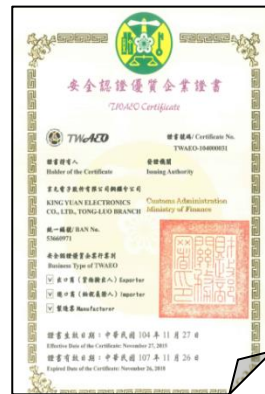 安全認證優質企業證書
TWAEO Certificate
TWAEO
證書號碼/Certificate No.
TWAEO-104000031
證書持有人
Holder of the Certificate
發證機關
Issuing Authority
京元電子股份有限公司銅鑼分公司
KING YUAN ELECTRONICS
CO., LTD., TONG-LUO BRANCH
Customs Administration
Ministry of Finance
統一編號/BAN No.
53660971
安全認證優質企業行業別
Business Type of TWAEO
V 出口商(貨物輸出人) Exporter
V 進口商(納稅義務人) Importer
V 製造商 Manufacturer
證書生效日期:中華民國 104 年 11 月 27 日
Effective Date of the Certificate: November 27, 2015
證書有效日期:中華民國 107 年 11 月 26 日
Expired Date of the Certificate: November 26, 2018